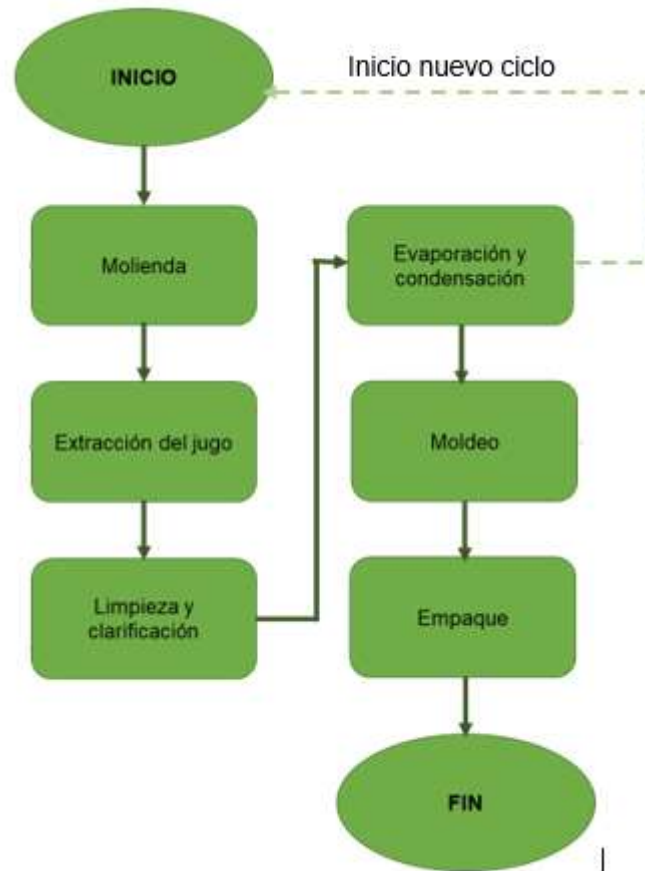 INICIO
Inicio nuevo ciclo
Molienda
Extracción del jugo
Limpieza y
clarificación
Evaporación y
condensación
Moldeo
Empaque
FIN